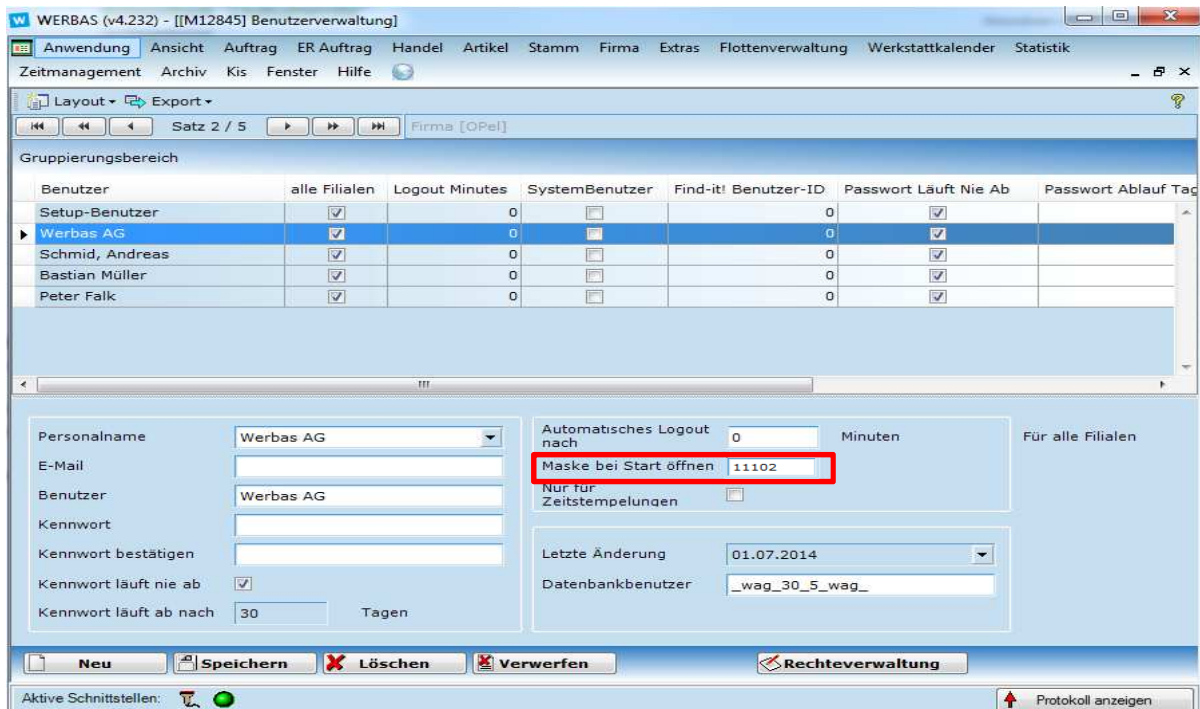 WERBAS (v4.232) - [[M12845] Benutzerverwaltung]
Anwendung Ansicht Auftrag ER Auftrag Handel Artikel Stamm Firma Extras Flottenverwaltung Werkstattkalender Statistik
Zeitmanagement Archiv Kis Fenster Hilfe
Layout Export
Satz 2 / 5 Firma [OPel]
Gruppierungsbereich
Benutzer alle Filialen Logout Minutes SystemBenutzer Find-it! Benutzer-ID Passwort Läuft Nie Ab Passwort Ablauf Tag
Setup-Benutzer 0 0
Werbas AG 0 0
Schmid, Andreas 0 0
Bastian Müller 0 0
Peter Falk 0 0
Personalname Werbas AG
E-Mail
Benutzer Werbas AG
Kennwort
Kennwort bestätigen
Kennwort läuft nie ab
Kennwort läuft ab nach 30 Tagen
Automatisches Logout
nach 0 Minuten
Maske bei Start öffnen 11102
Nur für
Zeitstempelungen
Letzte Änderung 01.07.2014
Datenbankbenutzer _wag_30_5_wag_
Für alle Filialen
Neu Speichern Löschen Verwerfen Rechteverwaltung
Aktive Schnittstellen: Protokoll anzeigen